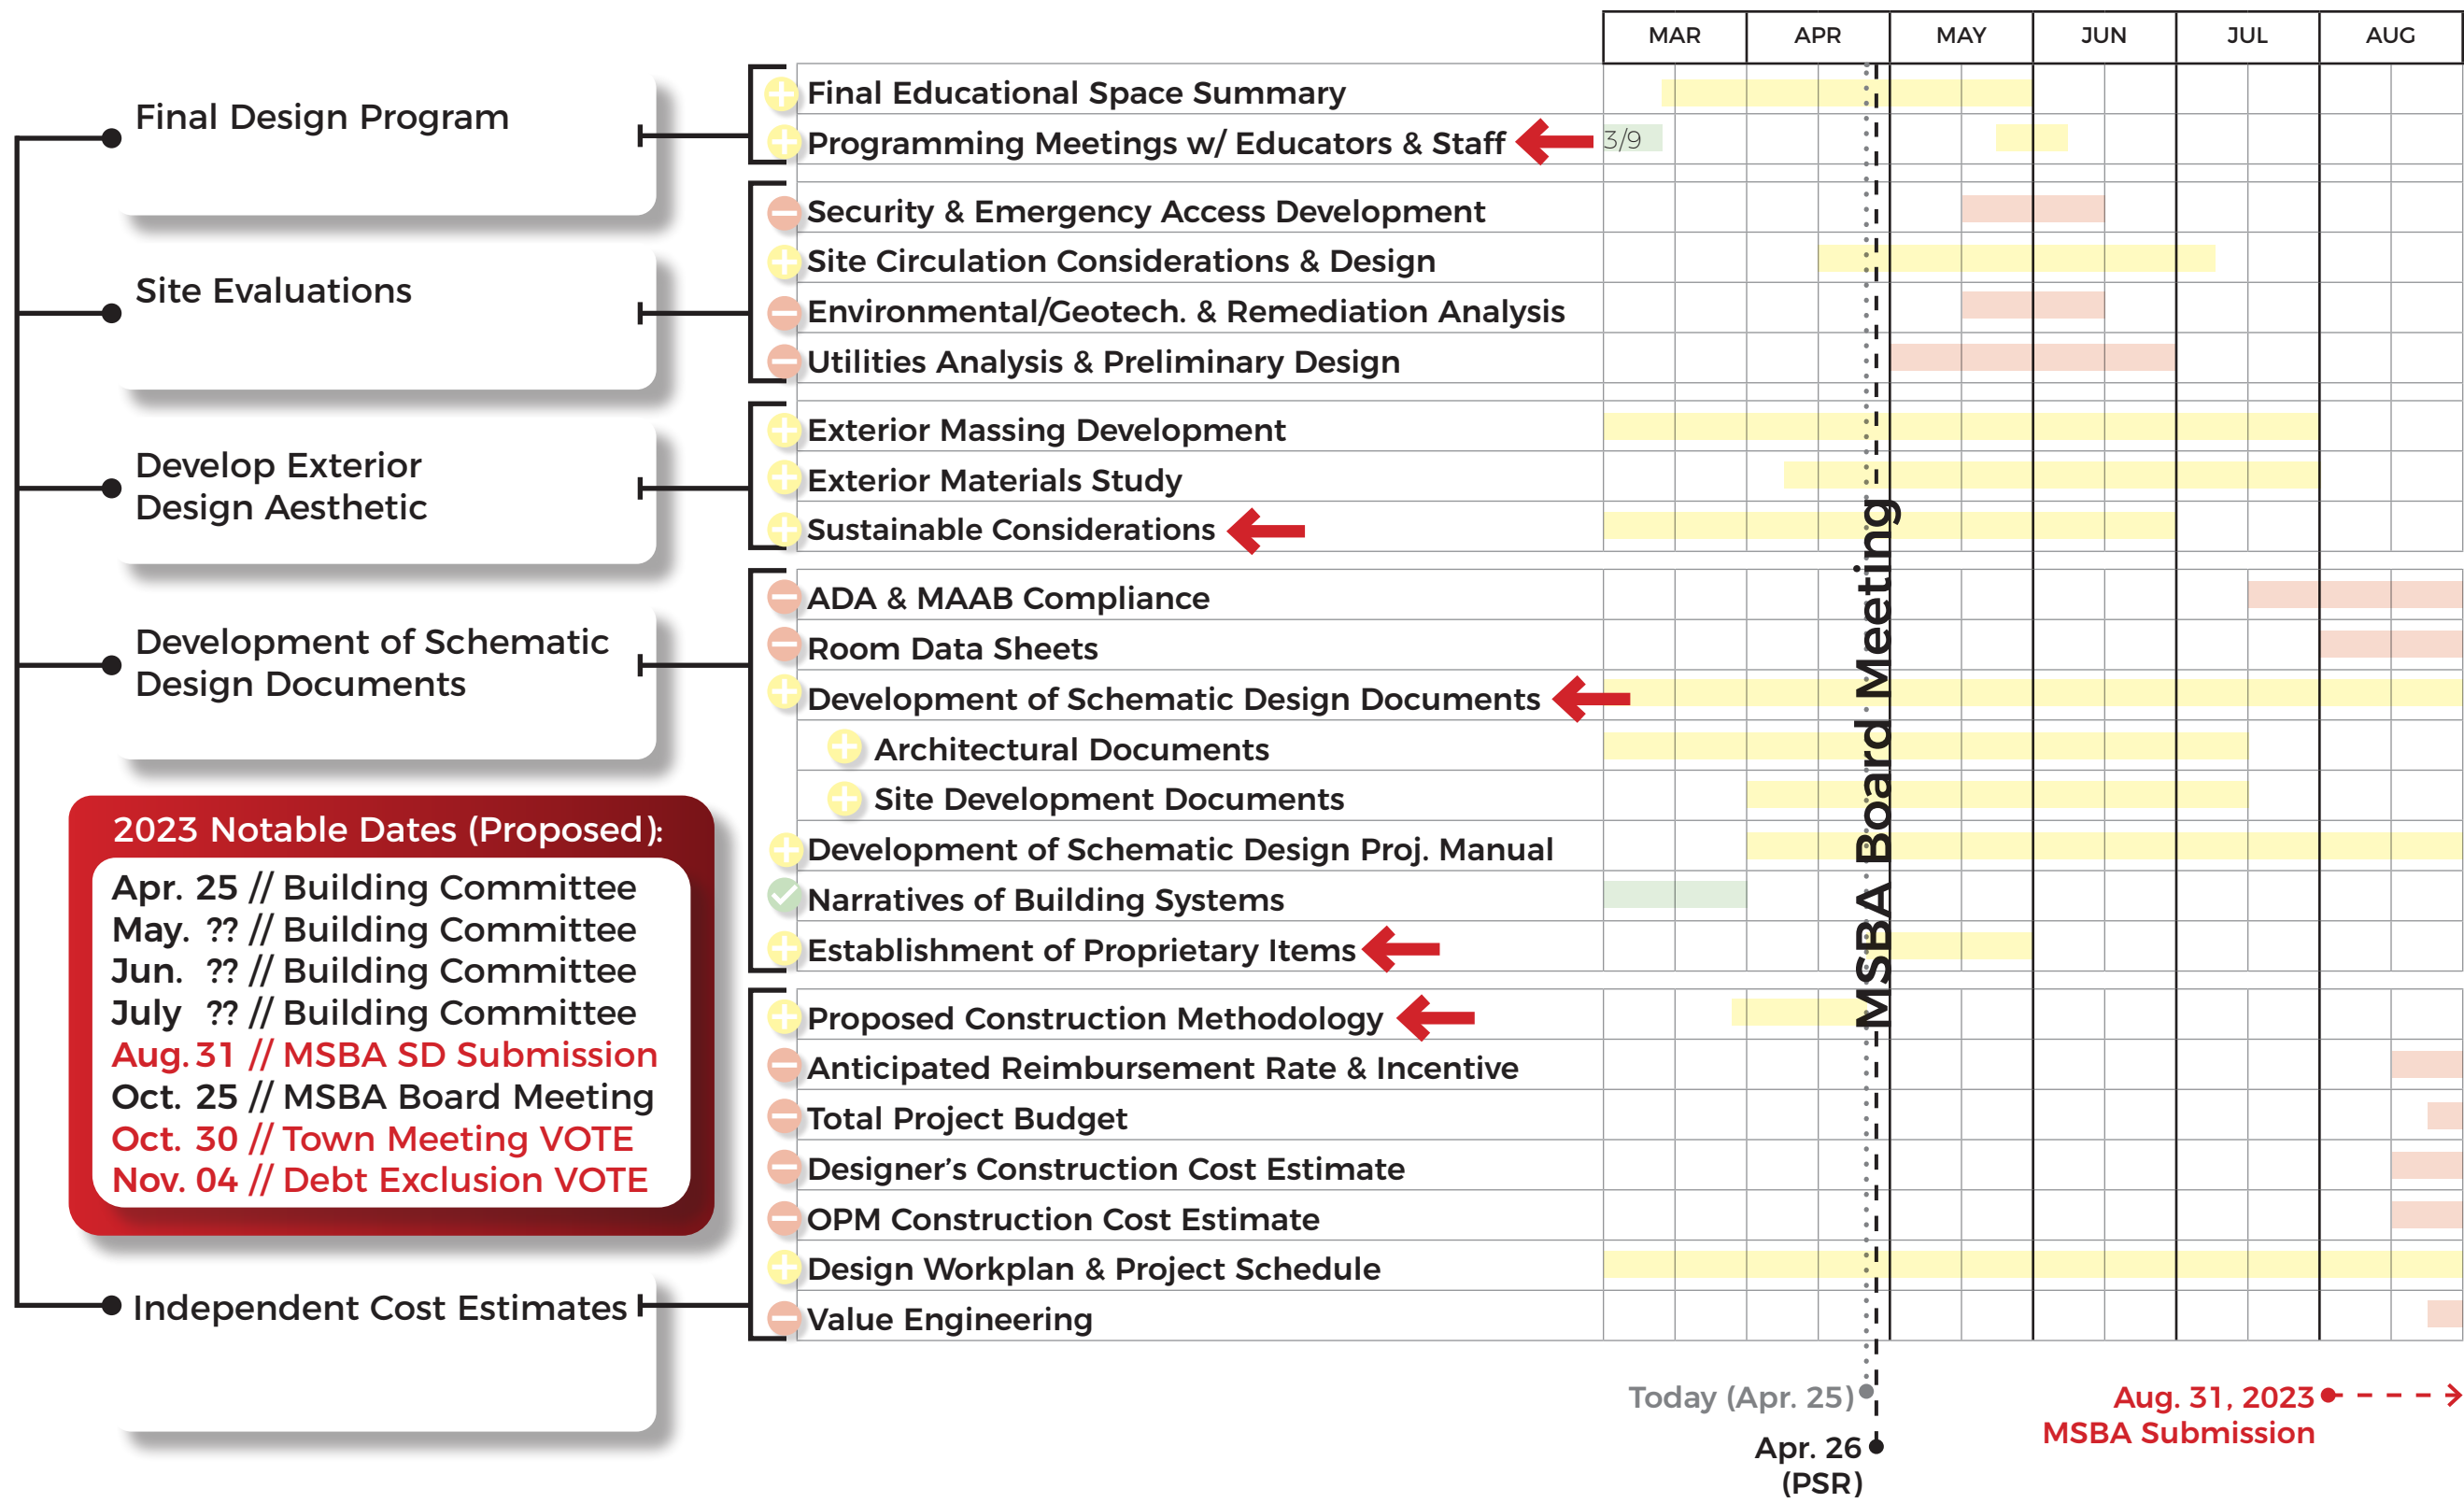 MAR APR MAY JUN JUL AUG
Final Design Program
Final Educational Space Summary
Programming Meetings w/ Educators & Staff
3/9
Site Evaluations
Security & Emergency Access Development
Site Circulation Considerations & Design
Environmental/Geotech. & Remediation Analysis
Utilities Analysis & Preliminary Design
Develop Exterior
Design Aesthetic
Exterior Massing Development
Exterior Materials Study
Sustainable Considerations
Development of Schematic
Design Documents
ADA & MAAB Compliance
Room Data Sheets
Development of Schematic Design Documents
Architectural Documents
Site Development Documents
Development of Schematic Design Proj. Manual
Narratives of Building Systems
Establishment of Proprietary Items
MSBA Board Meeting
2023 Notable Dates (Proposed):
Apr. 25 // Building Committee
May. ?? // Building Committee
Jun. ?? // Building Committee
July ?? // Building Committee
Aug. 31 // MSBA SD Submission
Oct. 25 // MSBA Board Meeting
Oct. 30 // Town Meeting VOTE
Nov. 04 // Debt Exclusion VOTE
Independent Cost Estimates
Proposed Construction Methodology
Anticipated Reimbursement Rate & Incentive
Total Project Budget
Designer’s Construction Cost Estimate
OPM Construction Cost Estimate
Design Workplan & Project Schedule
Value Engineering
Today (Apr. 25)
Apr. 26
(PSR)
Aug. 31, 2023
MSBA Submission